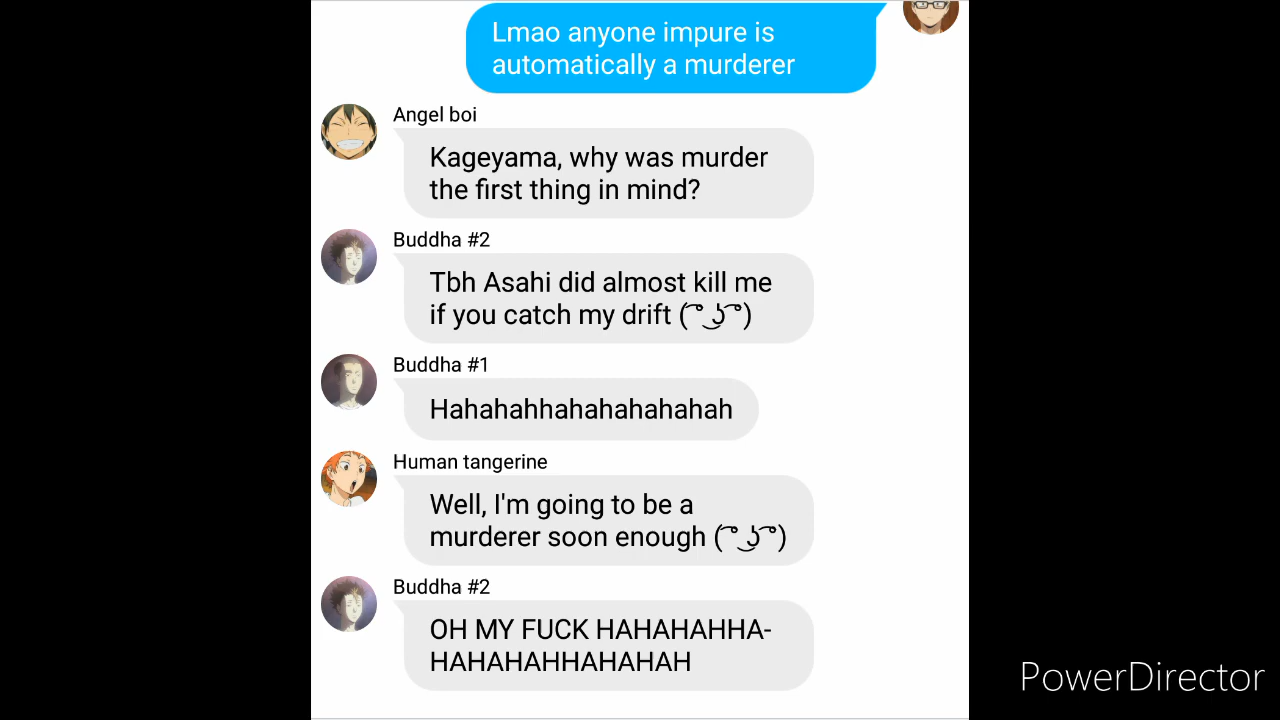 Lmao anyone impure is
automatically a murderer
Angel boi
Kageyama, why was murder
the first thing in mind?
Buddha #2
Tbh Asahi did almost kill me
if you catch my drift ( ͡° ͜ʖ ͡°)
Buddha #1
Hahahahhahahahahahah
Human tangerine
Well, I'm going to be a
murderer soon enough ( ͡° ͜ʖ ͡°)
Buddha #2
OH MY FUCK HAHAHAHHA-
HAHAHAHHAHAHAH
PowerDirector